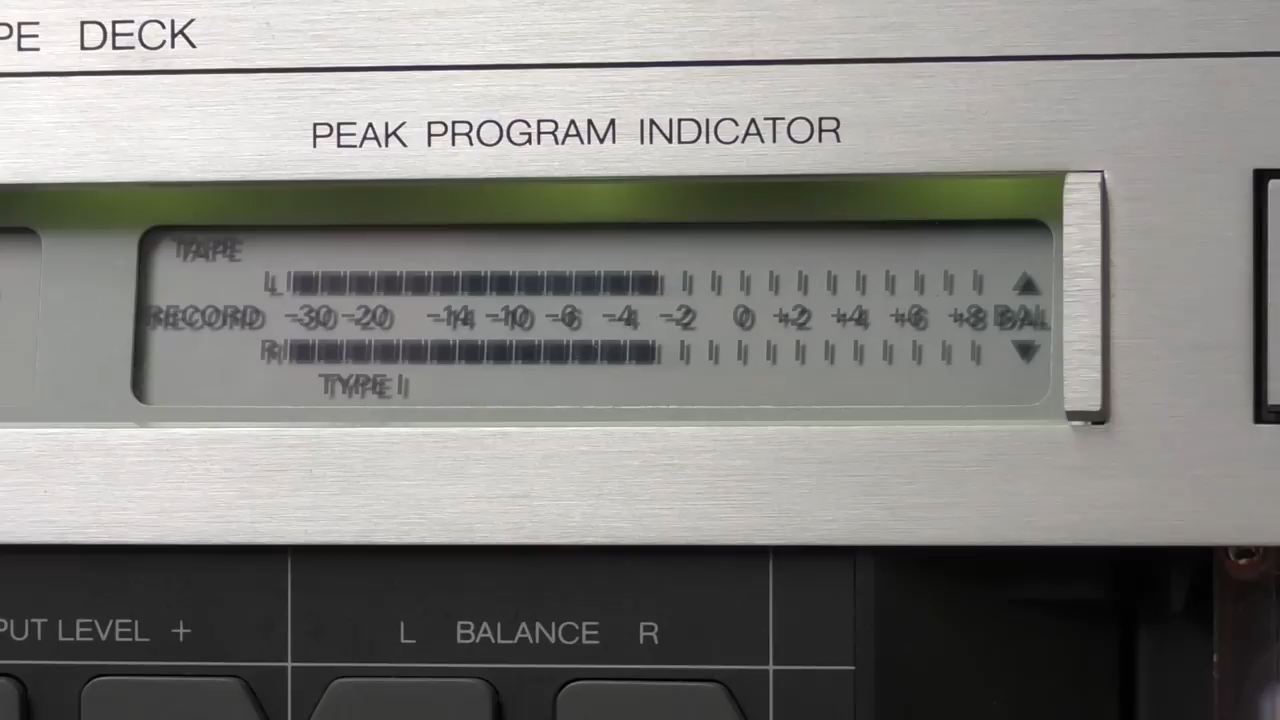 PE DECK
PEAK PROGRAM INDICATOR
TAPE
L
RECORD -30 -20 -14 -10 -6 -4 -2 0 +2 +4 +6 +8 BAL
R
TYPE I
PUT LEVEL +
L BALANCE R